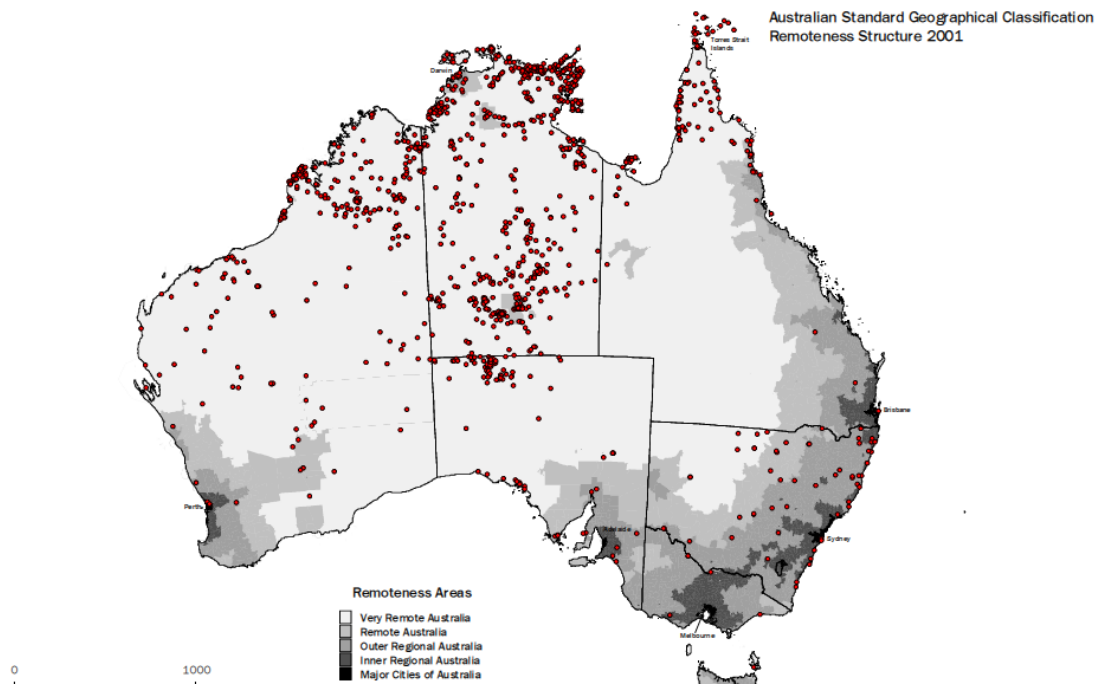 Australian Standard Geographical Classification
Remoteness Structure 2001
Torres Strait
Islands
Darwin
Brisbane
Perth
Adelaide
Sydney
Melbourne
Remoteness Areas
Very Remote Australia
Remote Australia
Outer Regional Australia
Inner Regional Australia
Major Cities of Australia
0
1000